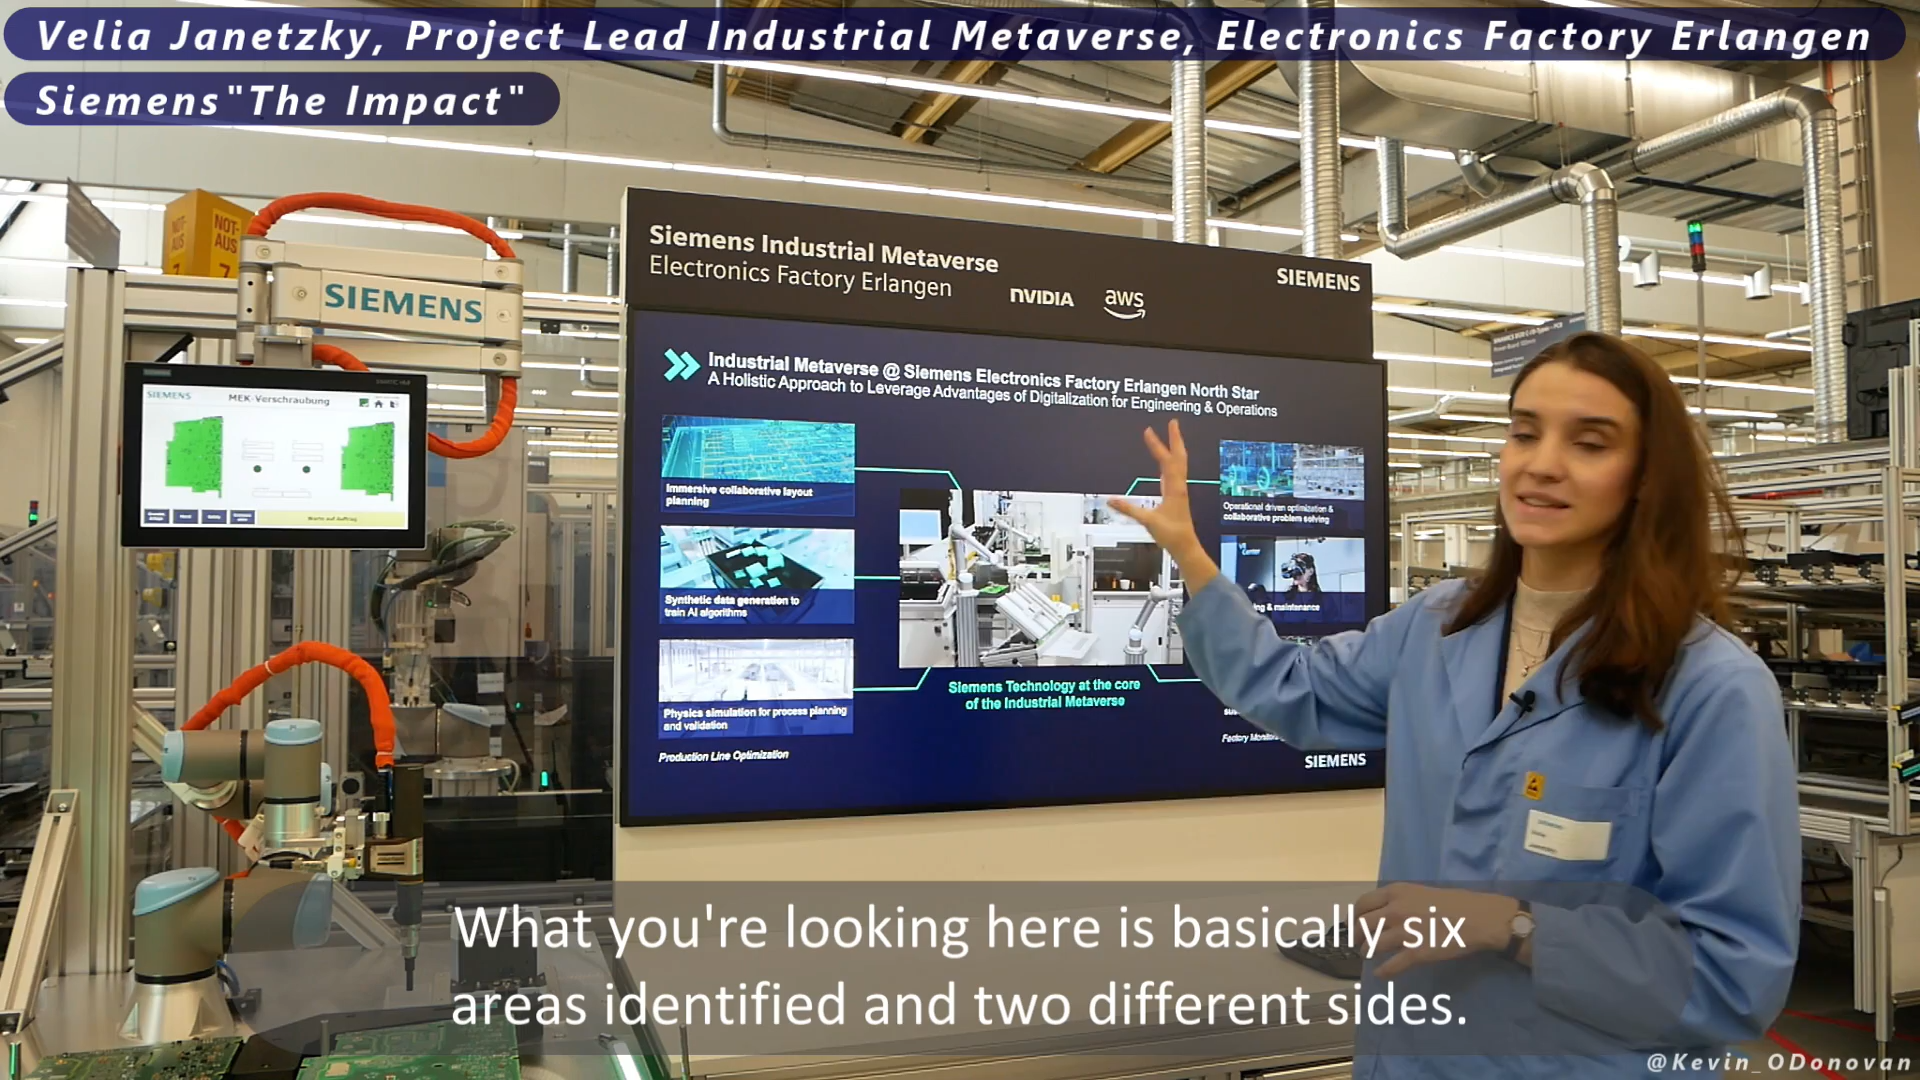 Velia Janetzky, Project Lead Industrial Metaverse, Electronics Factory Erlangen
Siemens"The Impact"
NOT-
AUS
NOT-
AUS
SIEMENS
SIEMENS
MEK-Verschraubung
Siemens Industrial Metaverse
Electronics Factory Erlangen
nVIDIA
aws
SIEMENS
Industrial Metaverse @ Siemens Electronics Factory Erlangen North Star
A Holistic Approach to Leverage Advantages of Digitalization for Engineering & Operations
Immersive collaborative layout
planning
Synthetic data generation to
train AI algorithms
Physics simulation for process planning
and validation
Production Line Optimization
Siemens Technology at the core
of the Industrial Metaverse
Operational driven optimization &
collaborative problem solving
& maintenance
Factory
SIEMENS
What you're looking here is basically six
areas identified and two different sides.
@Kevin_ODonovan